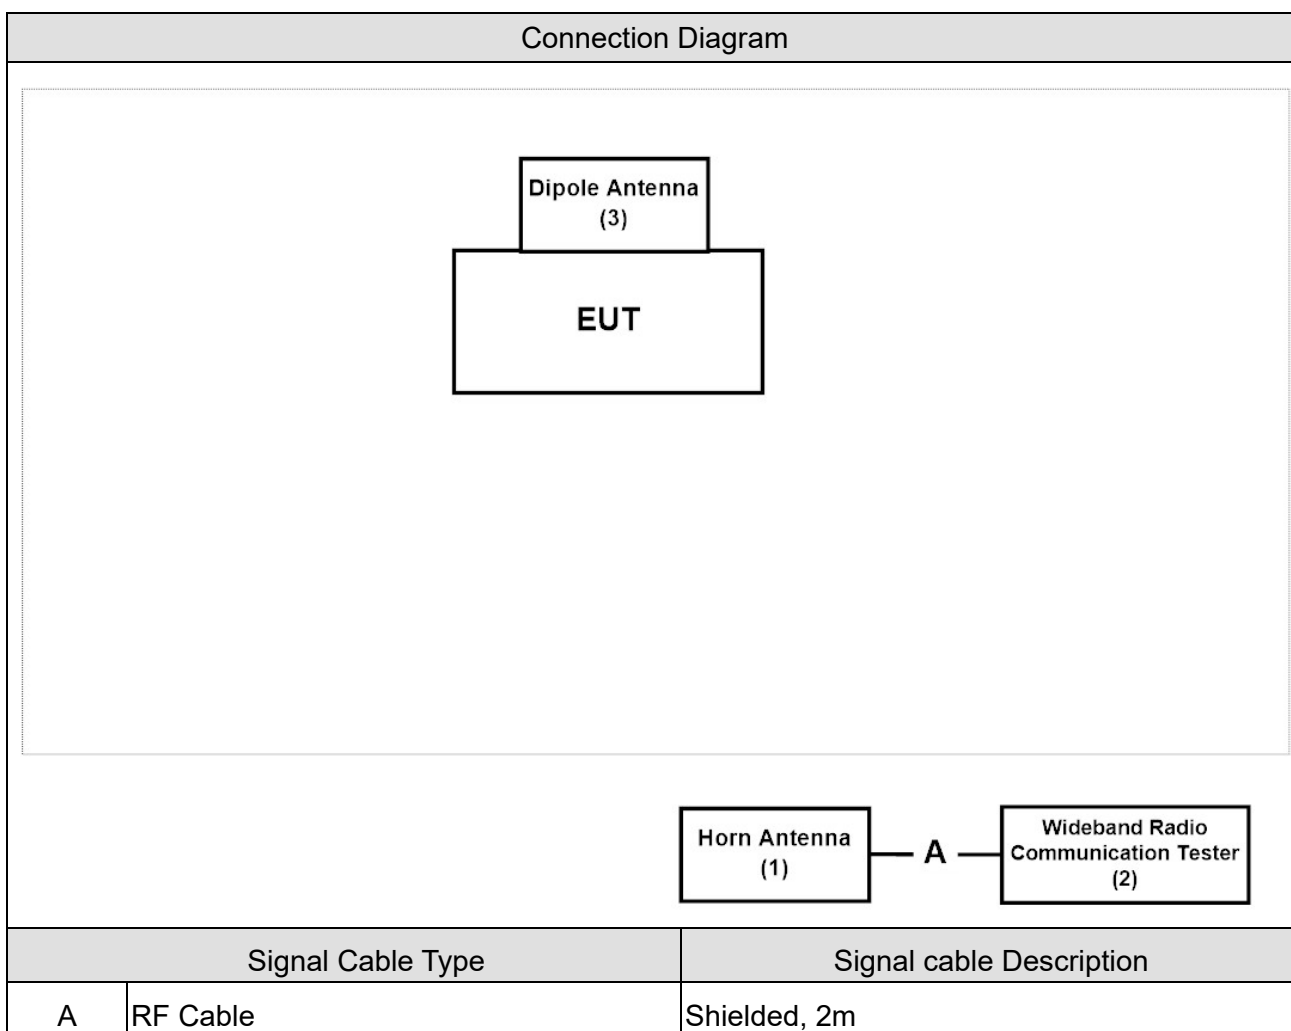 Connection Diagram
Dipole Antenna
(3)
EUT
Horn Antenna
(1)
A
Wideband Radio
Communication Tester
(2)
Signal Cable Type
Signal cable Description
A
RF Cable
Shielded, 2m